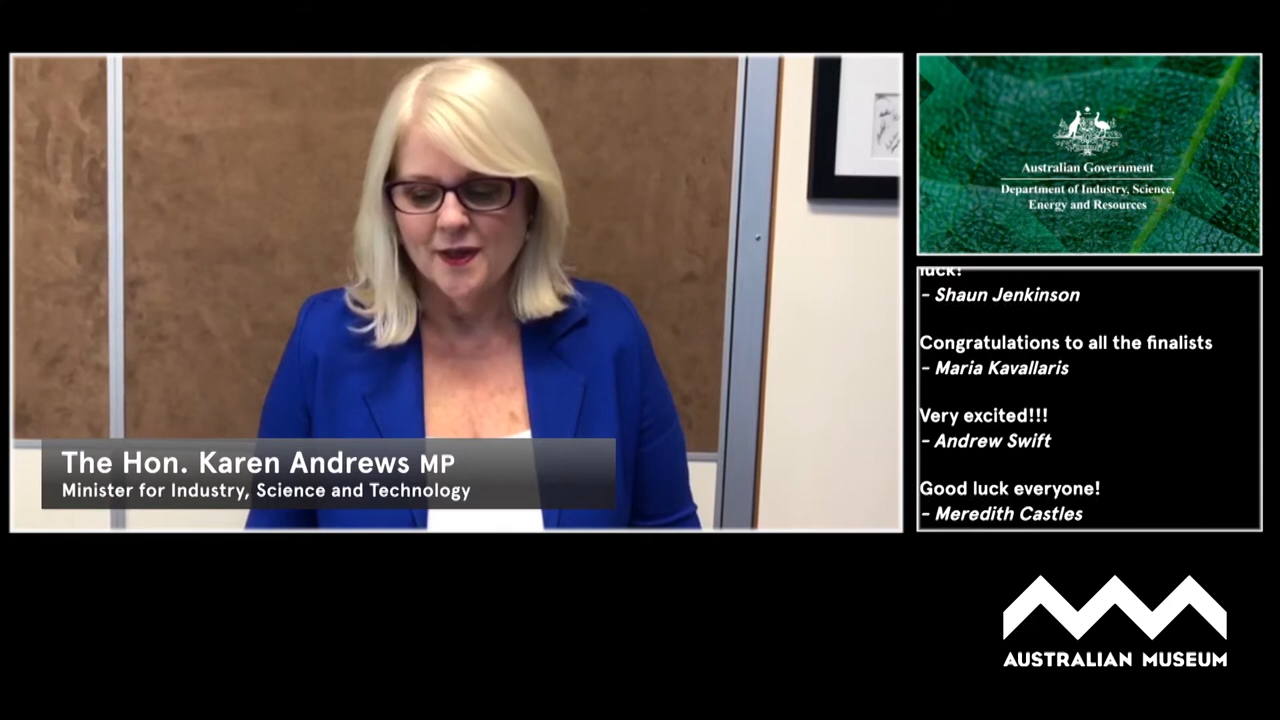 The Hon. Karen Andrews MP
Minister for Industry, Science and Technology
Australian Government
Department of Industry, Science,
Energy and Resources
luck!
- Shaun Jenkinson
Congratulations to all the finalists
- Maria Kavallaris
Very excited!!!
- Andrew Swift
Good luck everyone!
- Meredith Castles
AUSTRALIAN MUSEUM